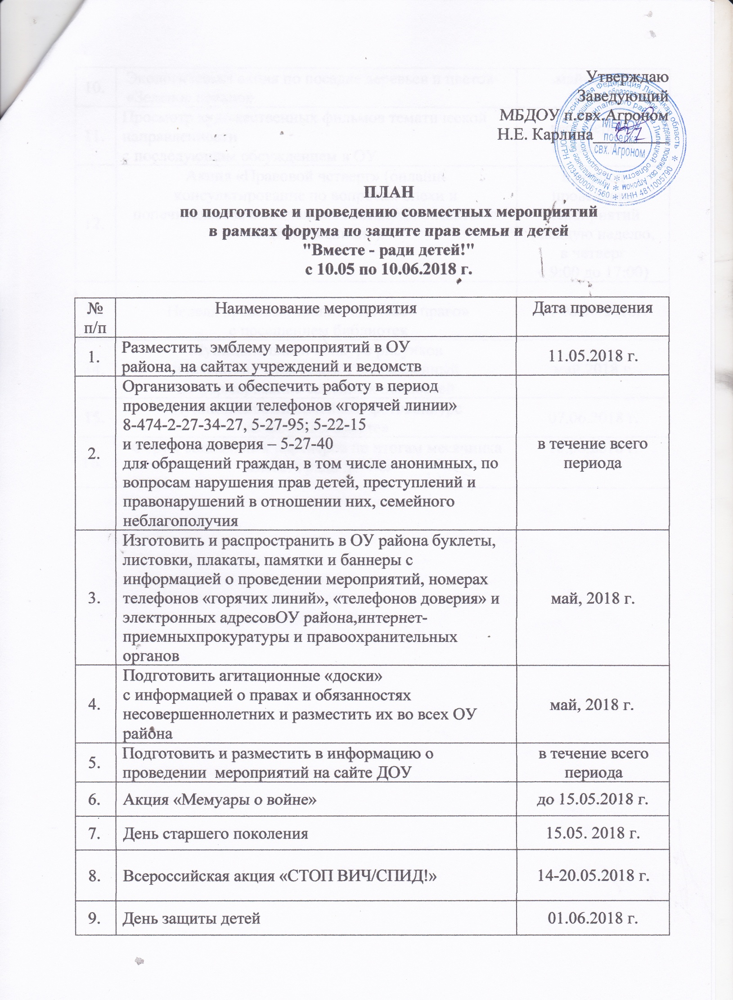 Утверждаю
Заведующий
МБДОУ п.свх.Агроном
Н.Е. Карлина_________
Российская Федерация Липецкая область
ОГРН 1034800061560 * ИНН 4811005790 *
МБДОУ
поселка
свх. Агроном
ПЛАН
по подготовке и проведению совместных мероприятий
в рамках форума по защите прав семьи и детей
"Вместе - ради детей!"
с 10.05 по 10.06.2018 г.
№ п/п Наименование мероприятия Дата проведения
1. Разместить эмблему мероприятий в ОУ
района, на сайтах учреждений и ведомств
11.05.2018 г.
2. Организовать и обеспечить работу в период
проведения акции телефонов «горячей линии»
8-474-2-27-34-27, 5-27-95; 5-22-15
и телефона доверия – 5-27-40
для обращений граждан, в том числе анонимных, по
вопросам нарушения прав детей, преступлений и
правонарушений в отношении них, семейного
неблагополучия
в течение всего
периода
3. Изготовить и распространить в ОУ района буклеты,
листовки, плакаты, памятки и баннеры с
информацией о проведении мероприятий, номерах
телефонов «горячих линий», «телефонов доверия» и
электронных адресовОУ района,интернет-
приемныхпрокуратуры и правоохранительных
органов
май, 2018 г.
4. Подготовить агитационные «доски»
с информацией о правах и обязанностях
несовершеннолетних и разместить их во всех ОУ
района
май, 2018 г.
5. Подготовить и разместить в информацию о
проведении  мероприятий на сайте ДОУ
в течение всего
периода
6. Акция «Мемуары о войне» до 15.05.2018 г.
7. День старшего поколения 15.05. 2018 г.
8. Всероссийская акция «СТОП ВИЧ/СПИД!» 14-20.05.2018 г.
9. День защиты детей 01.06.2018 г.